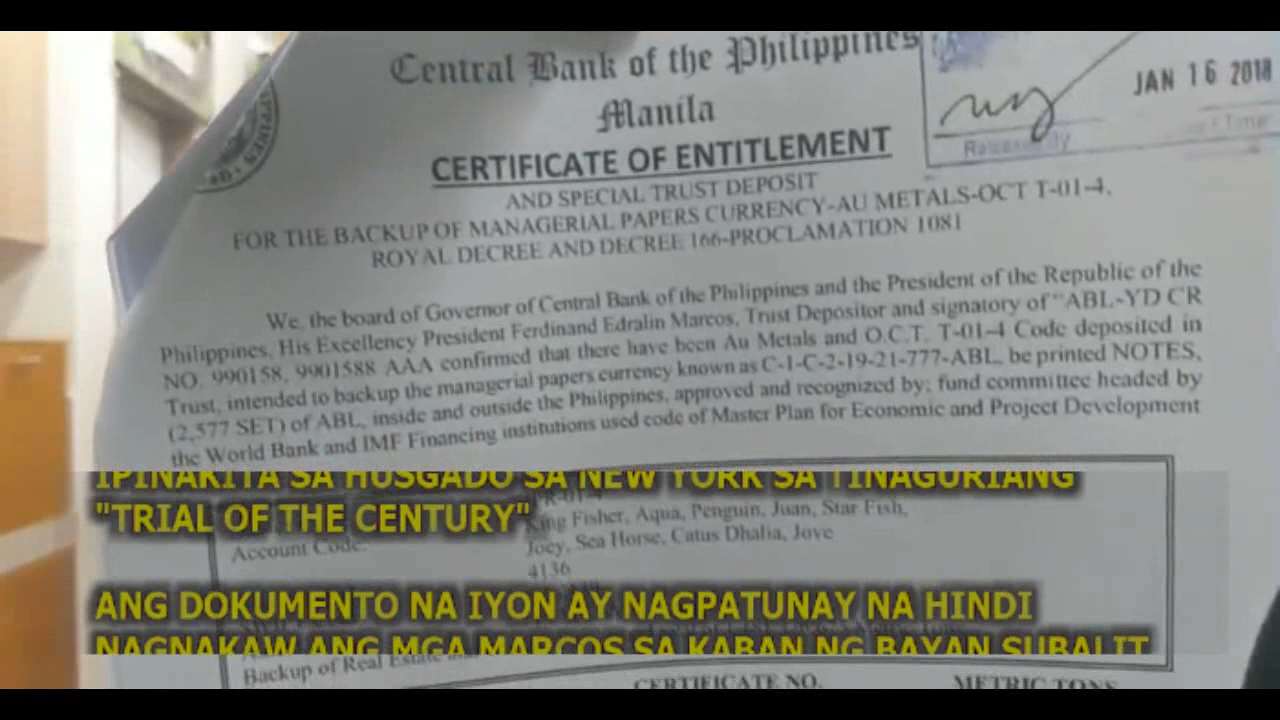 Central Bank of the Philippines
Manila
JAN 16 2018
CERTIFICATE OF ENTITLEMENT
AND SPECIAL TRUST DEPOSIT
FOR THE BACKUP OF MANAGERIAL PAPERS CURRENCY-AU METALS-OCT T-01-4,
ROYAL DECREE AND DECREE 166-PROCLAMATION 1081
We, the board of Governor of Central Bank of the Philippines and the President of the Republic of the
Philippines, His Excellency President Ferdinand Edralin Marcos, Trust Depositor and signatory of "ABL-YD CR
NO. 990158, 9901588 AAA confirmed that there have been Au Metals and O.C.T. T-01-4 Code deposited in
Trust, intended to backup the managerial papers currency known as C-1-C-2-19-21-777-ABL, be printed NOTES,
(2,577 SET) of ABL, inside and outside the Philippines, approved and recognized by; fund committee headed by
the World Bank and IMF Financing institutions used code of Master Plan for Economic and Project Development
IPINAKITA SA HUSGADO SA NEW YORK SA TINAGURIANG
"TRIAL OF THE CENTURY"
King Fisher, Aqua, Penguin, Juan, Star Fish,
Account Code:
Joey, Sea Horse, Catus Dhalia, Jove
4136
ANG DOKUMENTO NA IYON AY NAGPATUNAY NA HINDI
NAGNAKAW ANG MGA MARCOS SA KABAN NG BAYAN SUBALIT
Backup of Real Estate
CERTIFICATE NO.
METRIC TONS